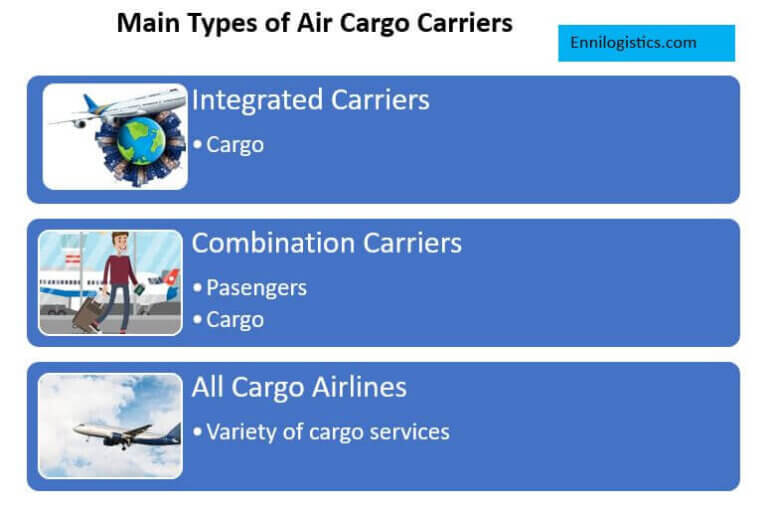 Main Types of Air Cargo Carriers
Ennilogistics.com
Integrated Carriers
• Cargo
Combination Carriers
• Pasengers
• Cargo
All Cargo Airlines
• Variety of cargo services